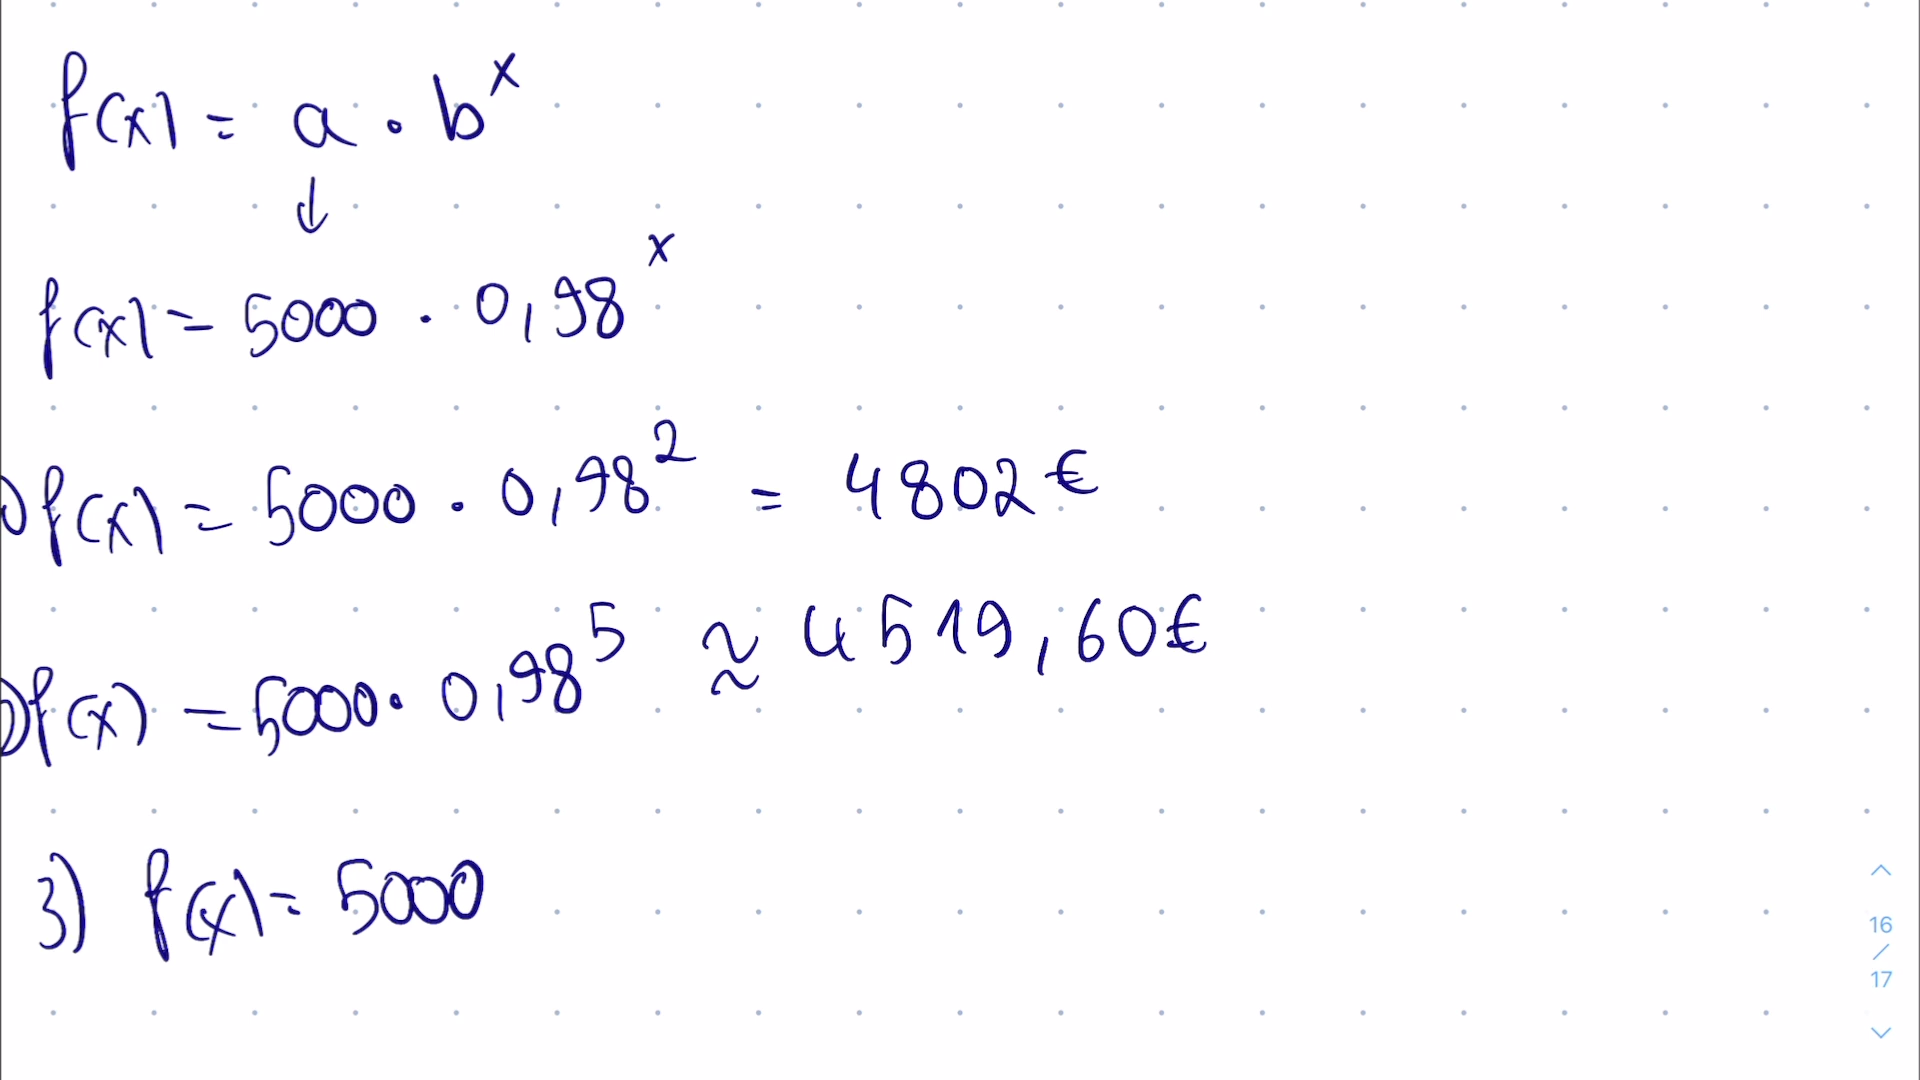 f(x) = a · b^x
↓
f(x) = 5000 · 0,98^x
) f(x) = 5000 · 0,98^2 = 4802 €
) f(x) = 5000 · 0,98^5 ≈ 4519,60 €
3) f(x) = 5000
16
/
17